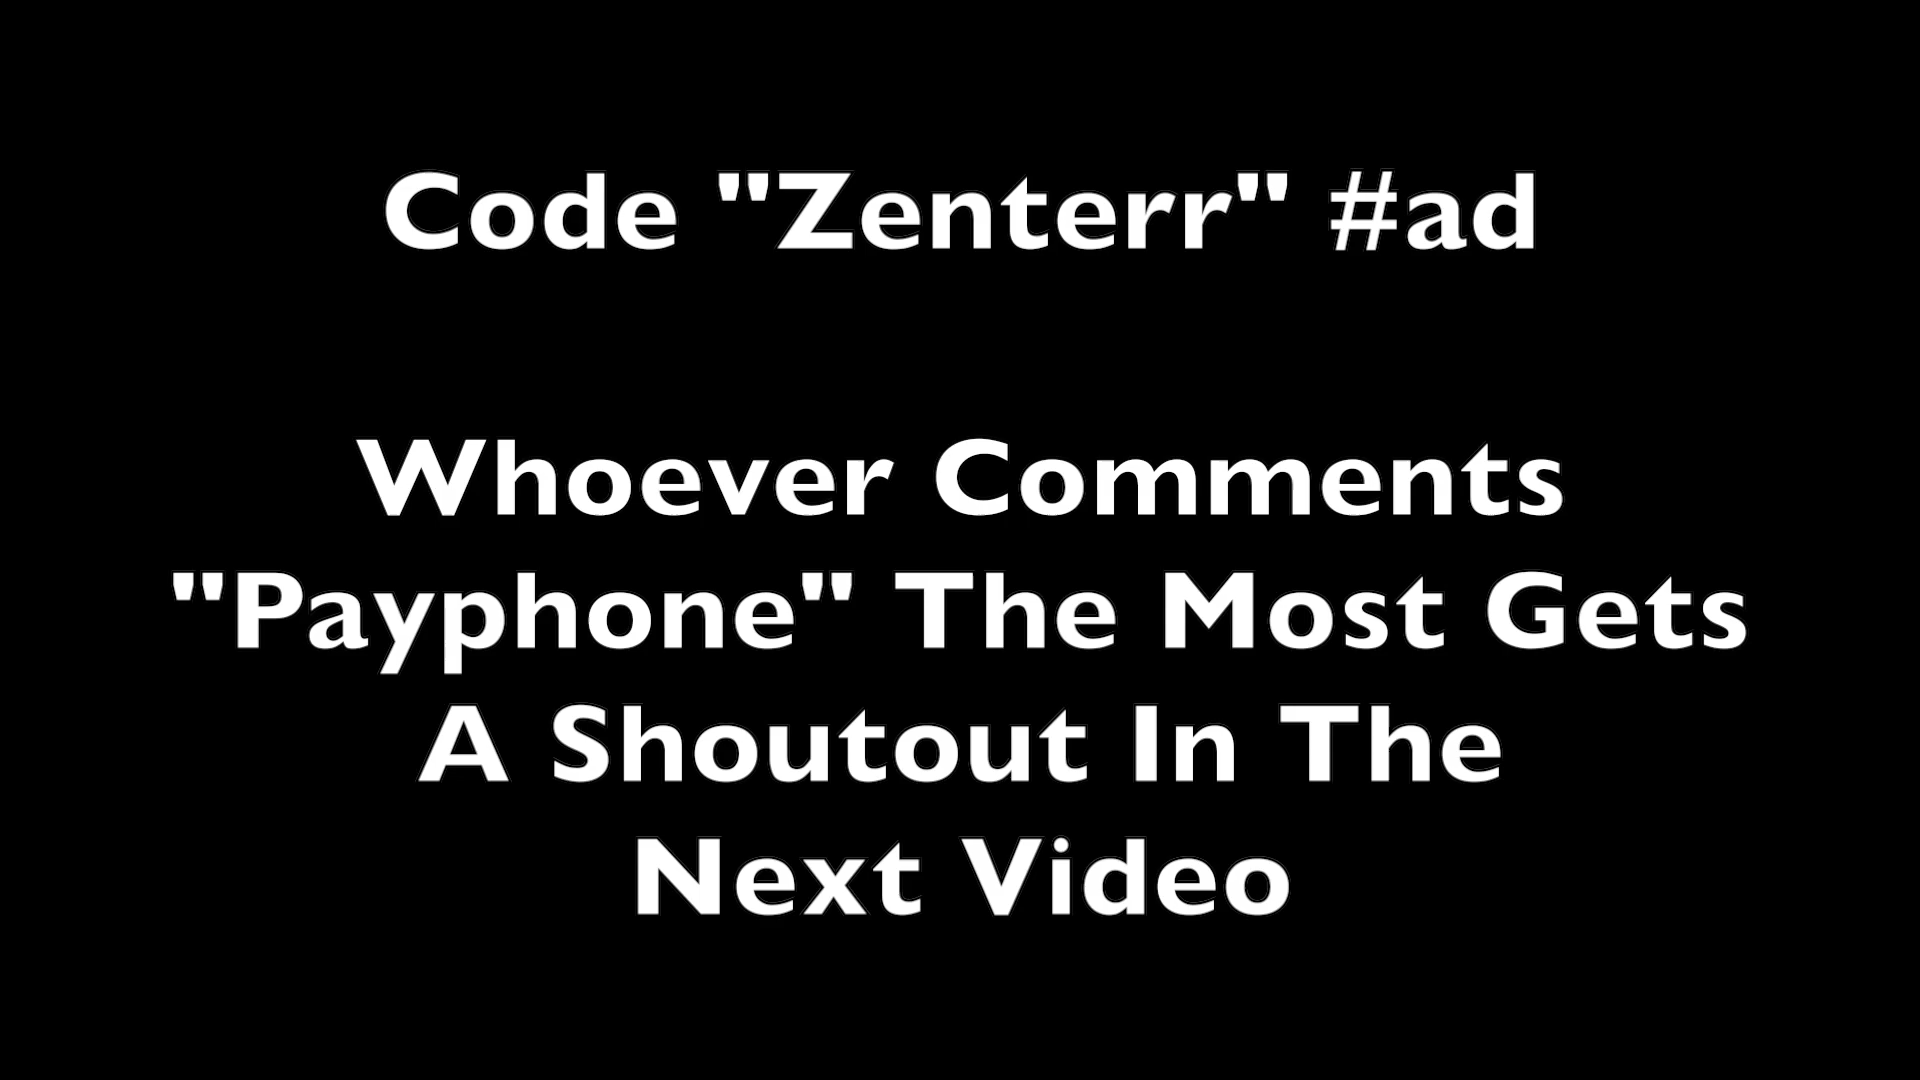 Code "Zenterr" #ad
Whoever Comments
"Payphone" The Most Gets
A Shoutout In The
Next Video